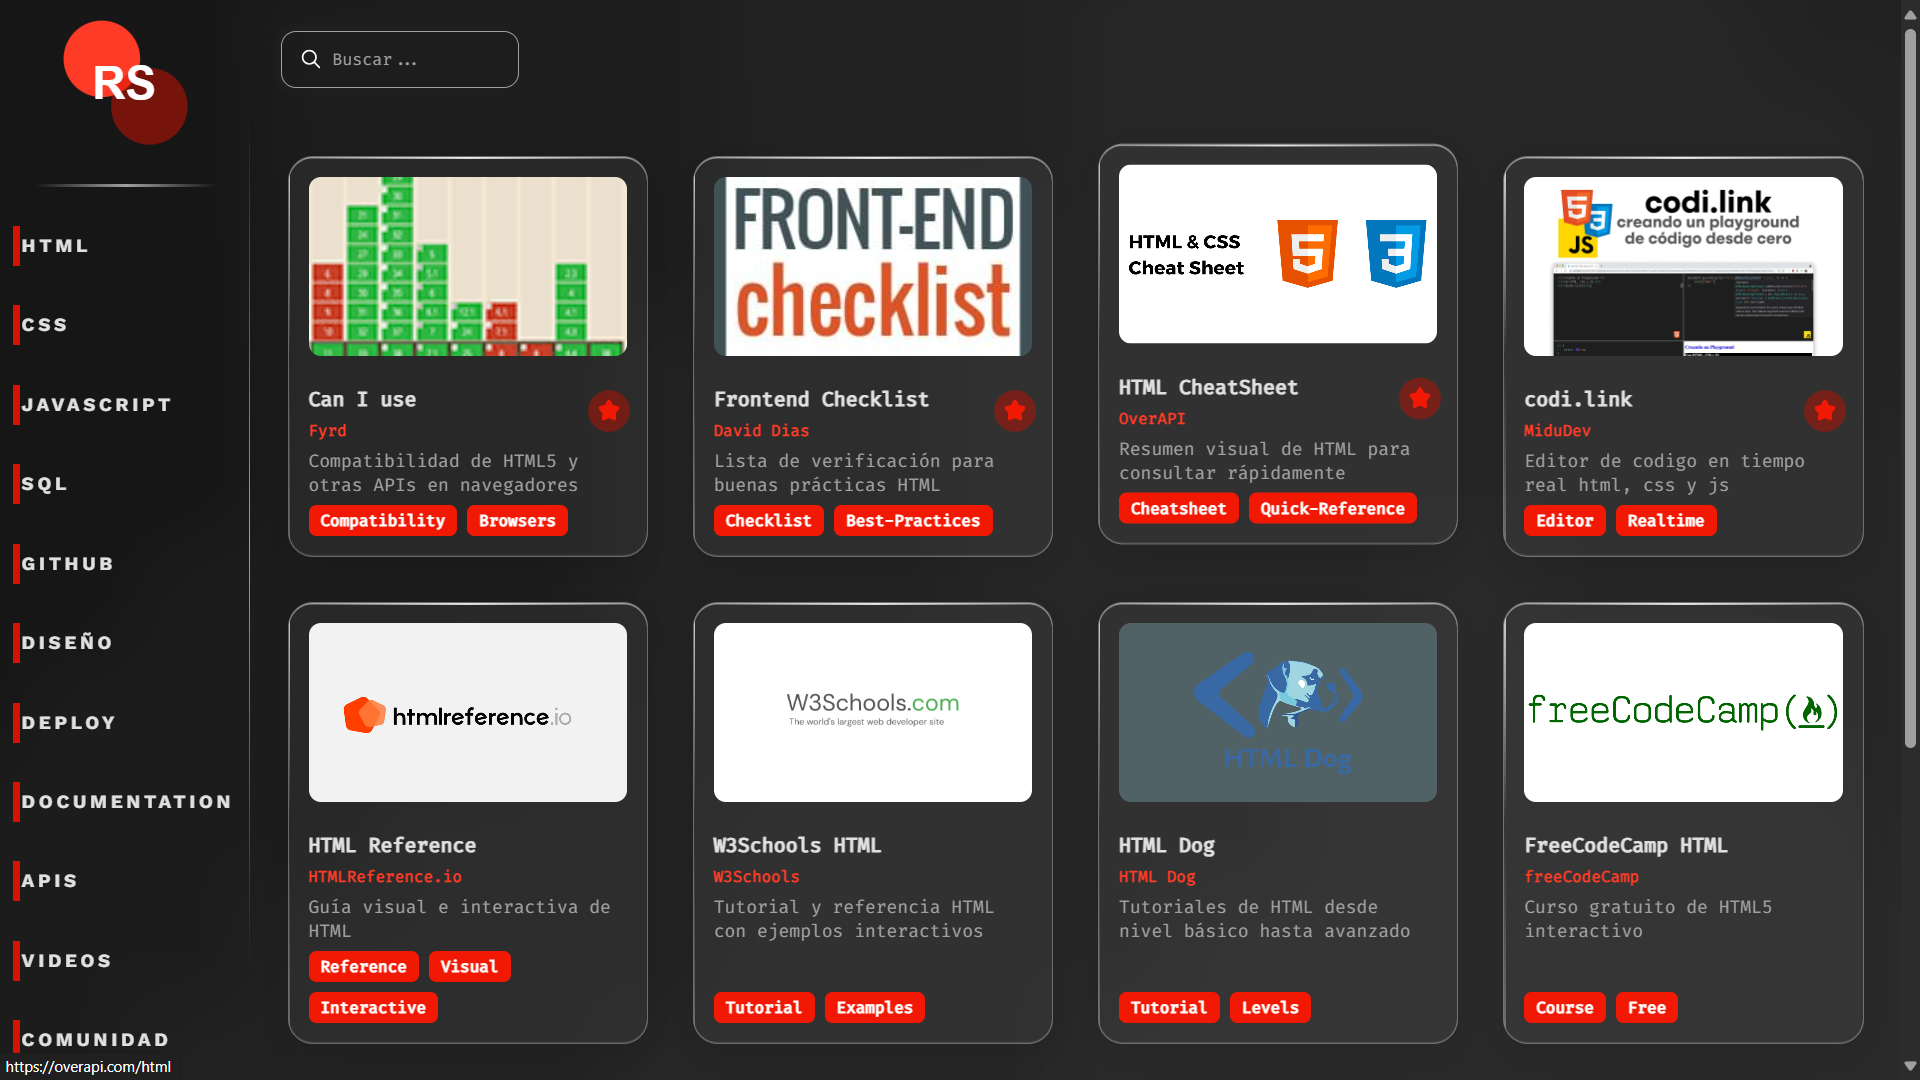 RS
Buscar ...
HTML
CSS
JAVASCRIPT
SQL
GITHUB
DISEÑO
DEPLOY
DOCUMENTATION
APIS
VIDEOS
COMUNIDAD
Can I use
Fyrd
Compatibilidad de HTML5 y
otras APIs en navegadores
Compatibility Browsers
FRONT-END
checklist
Frontend Checklist
David Dias
Lista de verificación para
buenas prácticas HTML
Checklist Best-Practices
HTML & CSS
Cheat Sheet
5 3
HTML CheatSheet
OverAPI
Resumen visual de HTML para
consultar rápidamente
Cheatsheet Quick-Reference
5 3
JS
codi.link
creando un playground
de código desde cero
codi.link
MiduDev
Editor de codigo en tiempo
real html, css y js
Editor Realtime
htmlreference.io
HTML Reference
HTMLReference.io
Guía visual e interactiva de
HTML
Reference Visual
Interactive
W3Schools.com
The world's largest web developer site
W3Schools HTML
W3Schools
Tutorial y referencia HTML
con ejemplos interactivos
Tutorial Examples
HTML Dog
HTML Dog
HTML Dog
Tutoriales de HTML desde
nivel básico hasta avanzado
Tutorial Levels
freeCodeCamp
FreeCodeCamp HTML
freeCodeCamp
Curso gratuito de HTML5
interactivo
Course Free
https://overapi.com/html